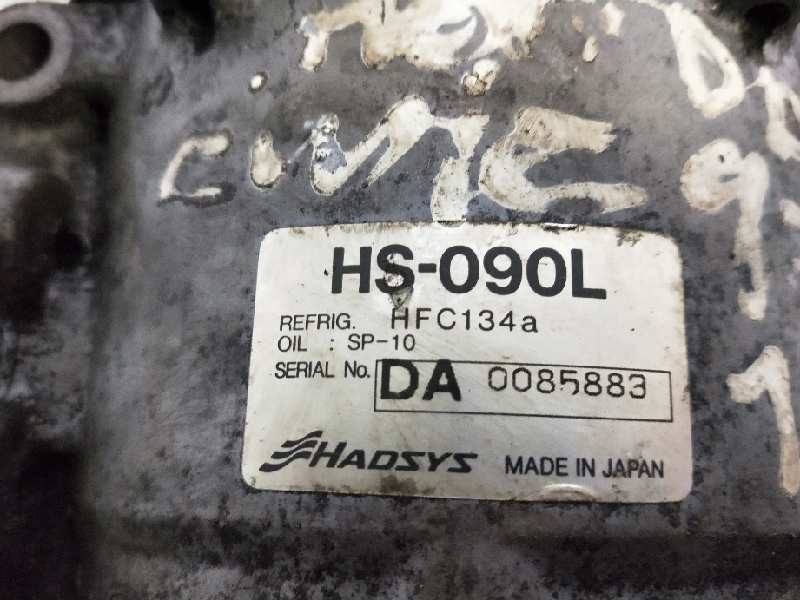 CIVIC
HS-090L
REFRIG. HFC134a
OIL : SP-10
SERIAL No. DA 0085883
HADSYS MADE IN JAPAN